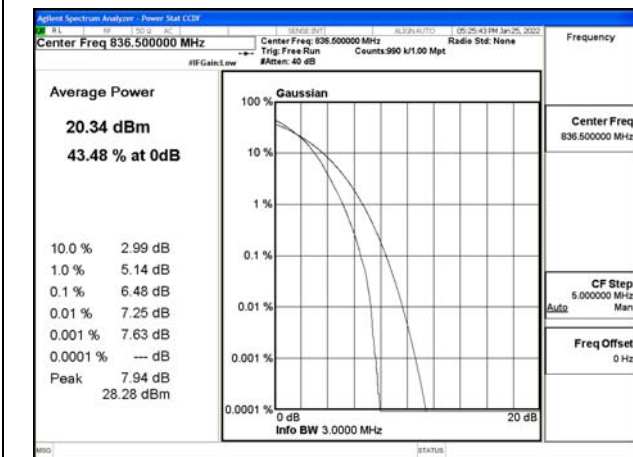 Agilent Spectrum Analyzer - Power Stat CCDF
RL RF 50 Ω AC SENSE:INT ALIGN AUTO 05:25:43 PM Jan 25, 2022
Center Freq 836.500000 MHz
Center Freq: 836.500000 MHz Radio Std: None
Trig: Free Run Counts:990 k/1.00 Mpt
#IFGain:Low #Atten: 40 dB
Frequency
Average Power
20.34 dBm
43.48 % at 0dB
10.0 % 2.99 dB
1.0 % 5.14 dB
0.1 % 6.48 dB
0.01 % 7.25 dB
0.001 % 7.63 dB
0.0001 % --- dB
Peak 7.94 dB
28.28 dBm
Gaussian
100 %
10 %
1 %
0.1 %
0.01 %
0.001 %
0.0001 %
0 dB 20 dB
Info BW 3.0000 MHz
Center Freq
836.500000 MHz
CF Step
5.000000 MHz
Auto Man
Freq Offset
0 Hz
MSG STATUS